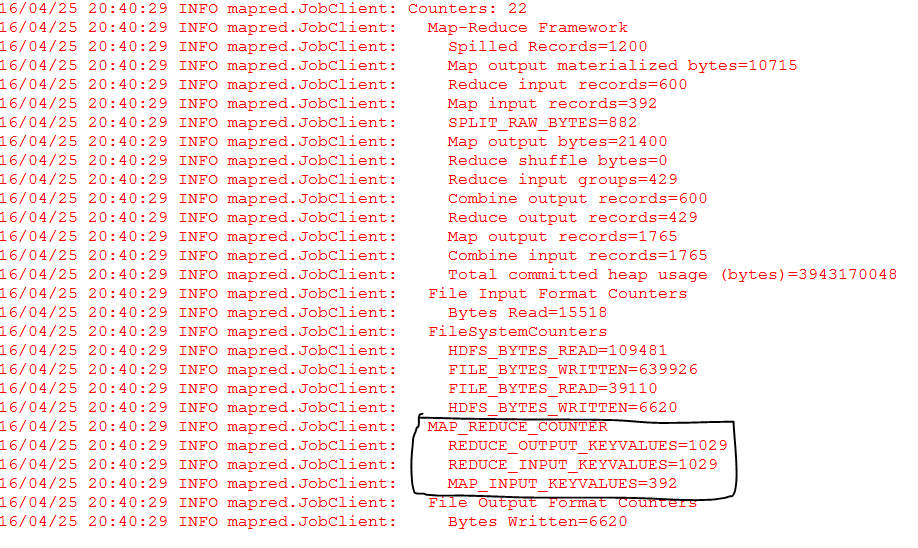 16/04/25 20:40:29 INFO mapred.JobClient: Counters: 22
16/04/25 20:40:29 INFO mapred.JobClient:   Map-Reduce Framework
16/04/25 20:40:29 INFO mapred.JobClient:     Spilled Records=1200
16/04/25 20:40:29 INFO mapred.JobClient:     Map output materialized bytes=10715
16/04/25 20:40:29 INFO mapred.JobClient:     Reduce input records=600
16/04/25 20:40:29 INFO mapred.JobClient:     Map input records=392
16/04/25 20:40:29 INFO mapred.JobClient:     SPLIT_RAW_BYTES=882
16/04/25 20:40:29 INFO mapred.JobClient:     Map output bytes=21400
16/04/25 20:40:29 INFO mapred.JobClient:     Reduce shuffle bytes=0
16/04/25 20:40:29 INFO mapred.JobClient:     Reduce input groups=429
16/04/25 20:40:29 INFO mapred.JobClient:     Combine output records=600
16/04/25 20:40:29 INFO mapred.JobClient:     Reduce output records=429
16/04/25 20:40:29 INFO mapred.JobClient:     Map output records=1765
16/04/25 20:40:29 INFO mapred.JobClient:     Combine input records=1765
16/04/25 20:40:29 INFO mapred.JobClient:     Total committed heap usage (bytes)=3943170048
16/04/25 20:40:29 INFO mapred.JobClient:   File Input Format Counters
16/04/25 20:40:29 INFO mapred.JobClient:     Bytes Read=15518
16/04/25 20:40:29 INFO mapred.JobClient:   FileSystemCounters
16/04/25 20:40:29 INFO mapred.JobClient:     HDFS_BYTES_READ=109481
16/04/25 20:40:29 INFO mapred.JobClient:     FILE_BYTES_WRITTEN=639926
16/04/25 20:40:29 INFO mapred.JobClient:     FILE_BYTES_READ=39110
16/04/25 20:40:29 INFO mapred.JobClient:     HDFS_BYTES_WRITTEN=6620
16/04/25 20:40:29 INFO mapred.JobClient:   MAP_REDUCE_COUNTER
16/04/25 20:40:29 INFO mapred.JobClient:     REDUCE_OUTPUT_KEYVALUES=1029
16/04/25 20:40:29 INFO mapred.JobClient:     REDUCE_INPUT_KEYVALUES=1029
16/04/25 20:40:29 INFO mapred.JobClient:     MAP_INPUT_KEYVALUES=392
16/04/25 20:40:29 INFO mapred.JobClient:   File Output Format Counters
16/04/25 20:40:29 INFO mapred.JobClient:     Bytes Written=6620